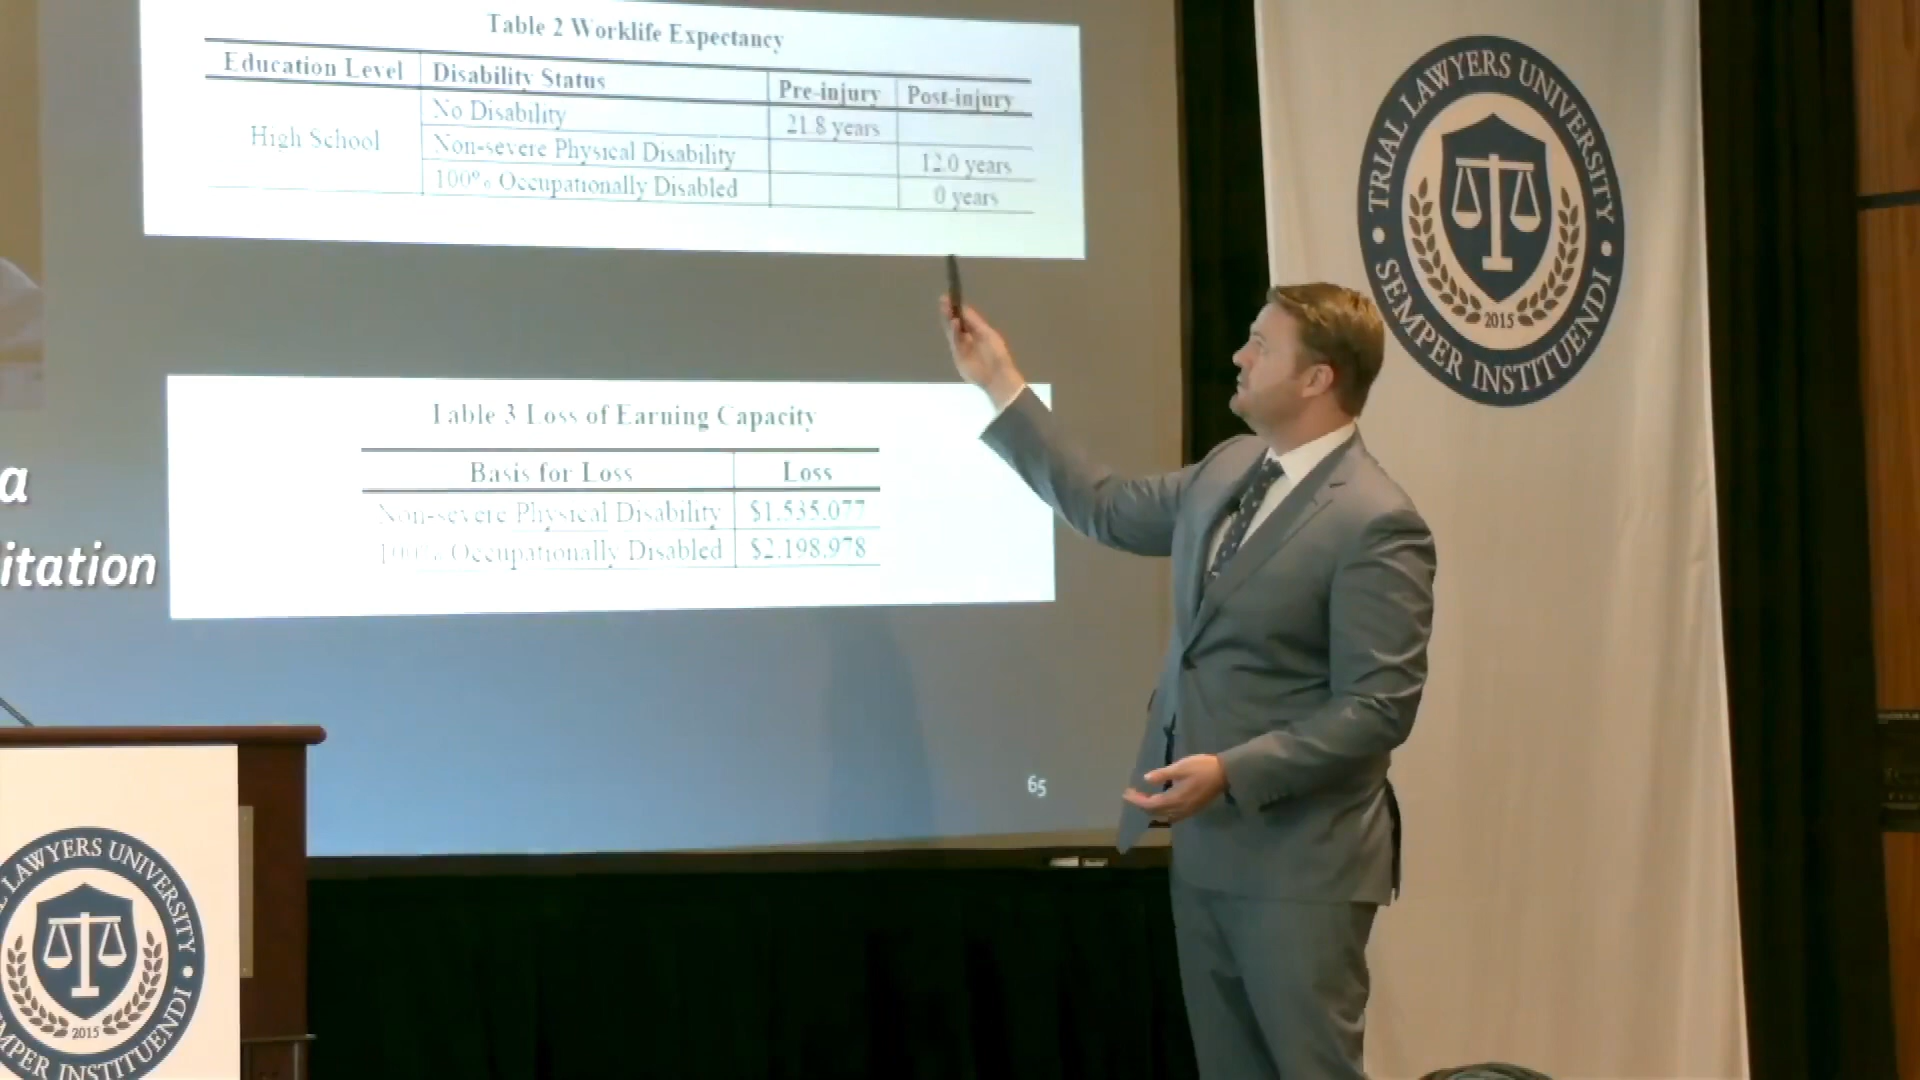 Table 2 Worklife Expectancy
Education Level Disability Status Pre-injury Post-injury
High School
No Disability 21.8 years
Non-severe Physical Disability 12.0 years
100% Occupationally Disabled 0 years
Table 3 Loss of Earning Capacity
Basis for Loss Loss
Non-severe Physical Disability $1,535,077
100% Occupationally Disabled $2,198,978
a
itation
65
TRIAL LAWYERS UNIVERSITY
SEMPER INSTITUENDI
2015
LAWYERS UNIVERSITY
MPER INSTITUENDI
2015